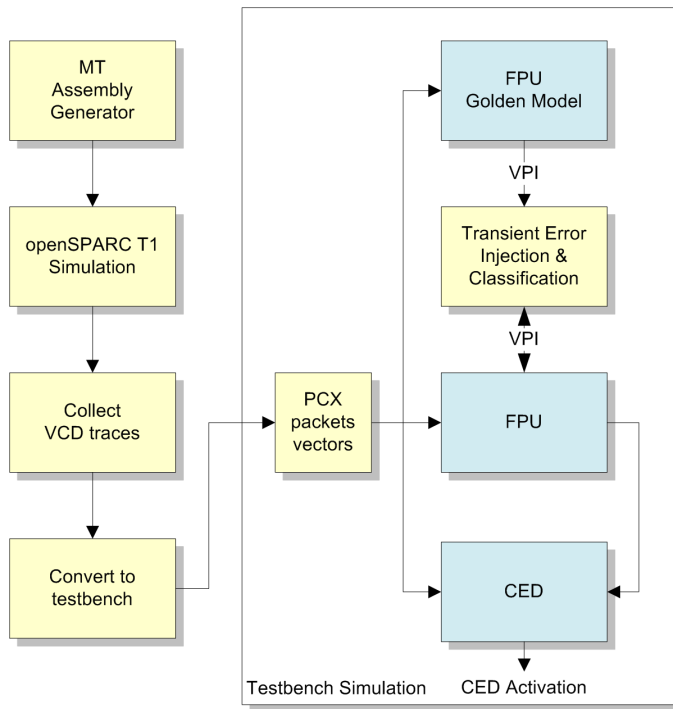 MT
Assembly
Generator
openSPARC T1
Simulation
Collect
VCD traces
Convert to
testbench
PCX
packets
vectors
FPU
Golden Model
VPI
Transient Error
Injection &
Classification
VPI
FPU
CED
Testbench Simulation
CED Activation